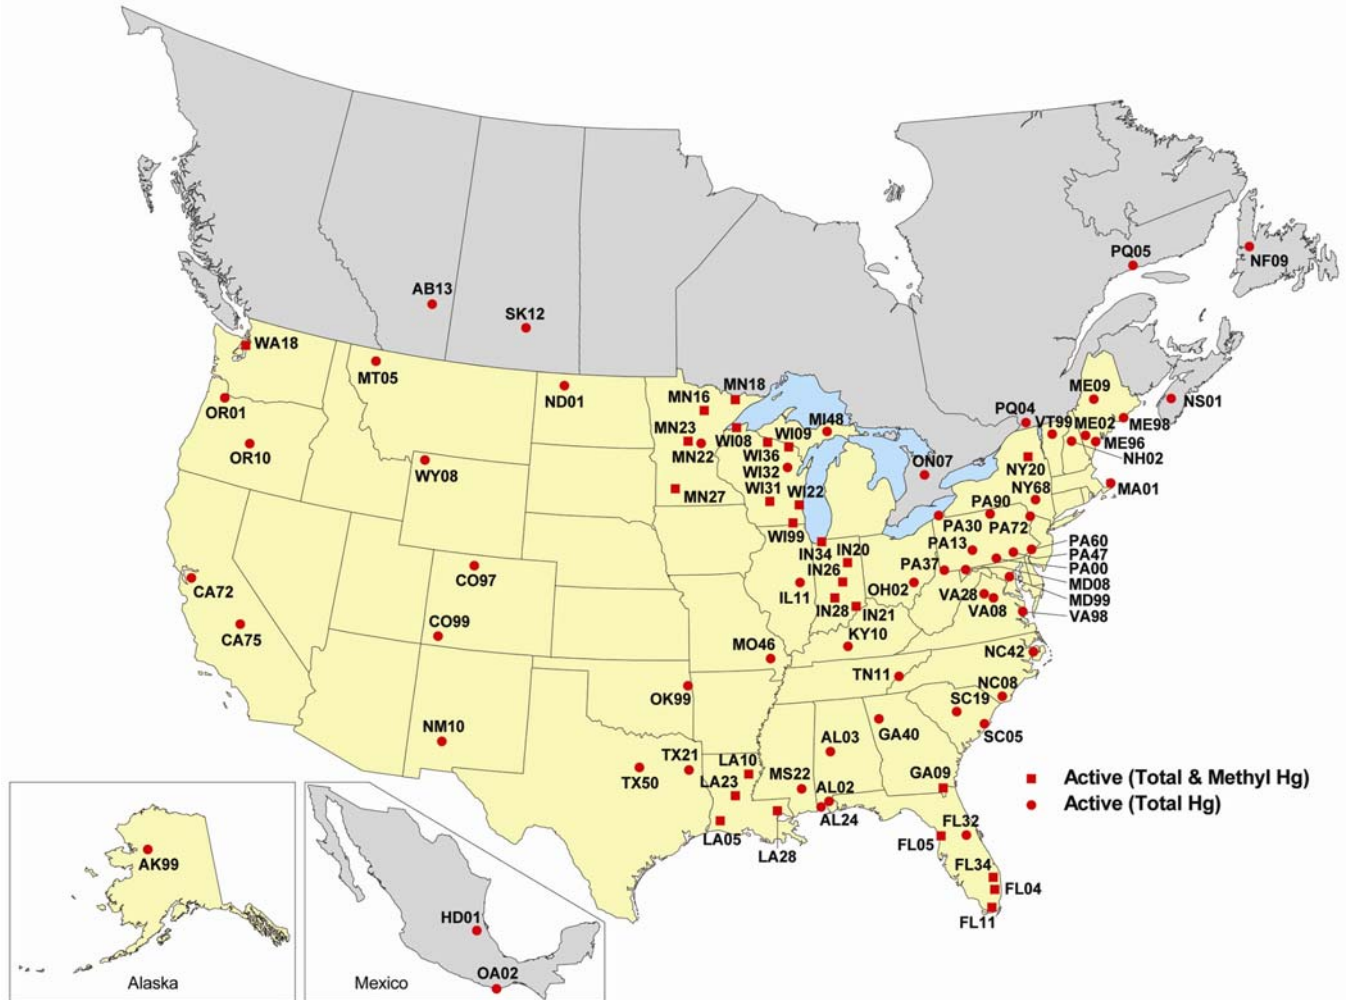 PQ05
NF09
AB13
SK12
WA18
MT05
ND01
MN18
MN16
ME09
NS01
OR01
MN23
WI08
WI09
MI48
PQ04
VT99
ME02
ME98
OR10
WY08
MN22
WI36
WI32
ON07
NY20
ME96
NH02
MN27
WI31
WI22
NY68
MA01
WI99
PA90
PA30
PA72
IN34
IN20
PA13
PA60
PA47
CA72
CO97
IN26
PA37
PA00
IL11
OH02
VA28
MD08
IN28
IN21
VA08
MD99
VA98
CA75
CO99
MO46
KY10
NC42
TN11
OK99
NC08
SC19
NM10
AL03
GA40
SC05
TX21
LA10
TX50
LA23
MS22
AL02
GA09
Active (Total & Methyl Hg)
Active (Total Hg)
LA05
AL24
FL32
FL05
LA28
FL34
FL04
FL11
AK99
HD01
OA02
Alaska
Mexico